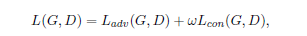 L(G, D) = L_{adv}(G, D) + ωL_{con}(G, D),